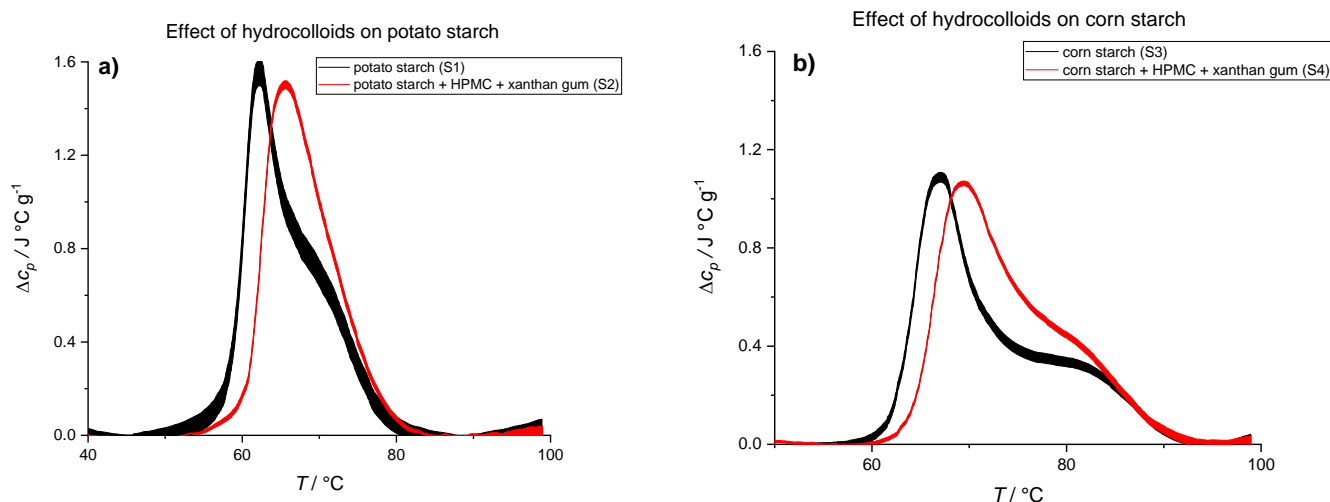 Effect of hydrocolloids on potato starch
a)
potato starch (S1)
potato starch + HPMC + xanthan gum (S2)
1.6
1.2
0.8
0.4
0.0
Δcp / J °C g-1
40
60
80
100
T / °C
Effect of hydrocolloids on corn starch
b)
corn starch (S3)
corn starch + HPMC + xanthan gum (S4)
1.6
1.2
0.8
0.4
0.0
Δcp / J °C g-1
60
80
100
T / °C